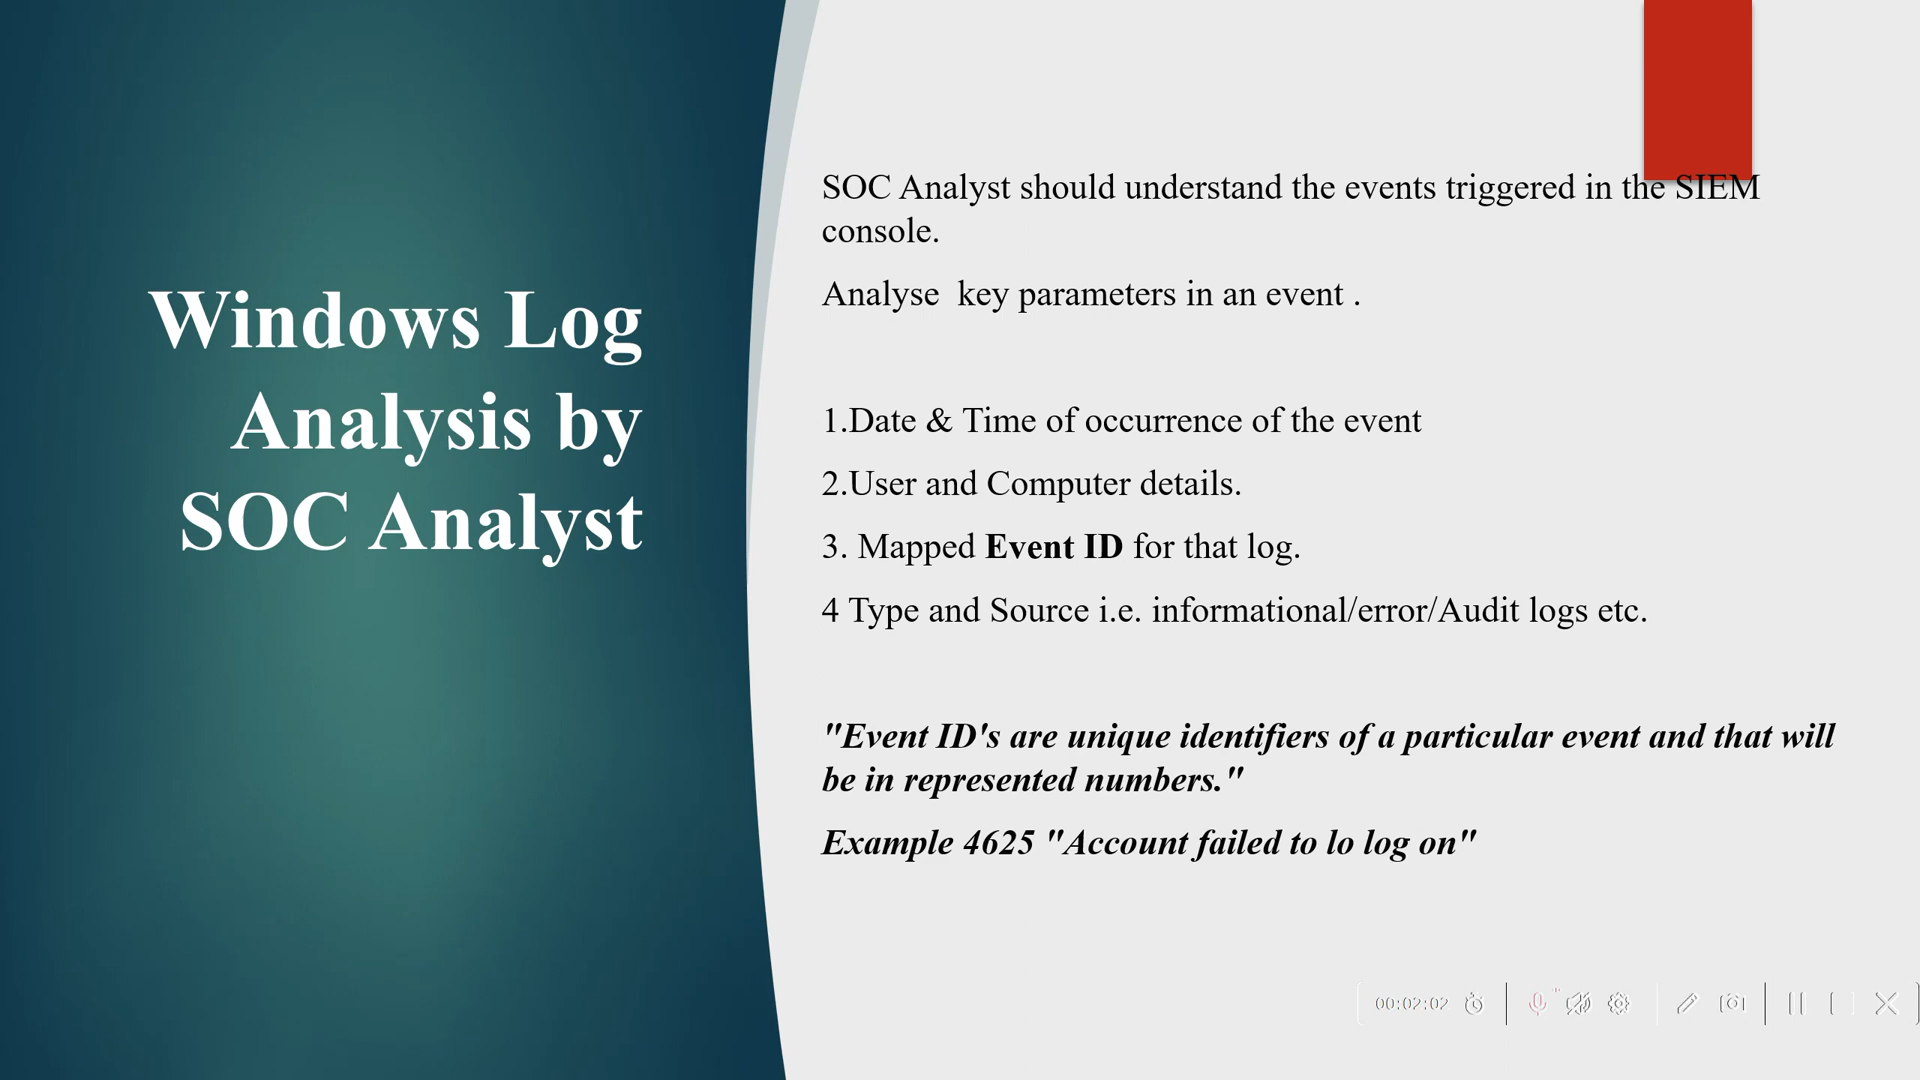 Windows Log
Analysis by
SOC Analyst
SOC Analyst should understand the events triggered in the SIEM
console.
Analyse  key parameters in an event .
1.Date & Time of occurrence of the event
2.User and Computer details.
3. Mapped Event ID for that log.
4 Type and Source i.e. informational/error/Audit logs etc.
"Event ID's are unique identifiers of a particular event and that will
be in represented numbers."
Example 4625 "Account failed to lo log on"
00:02:02